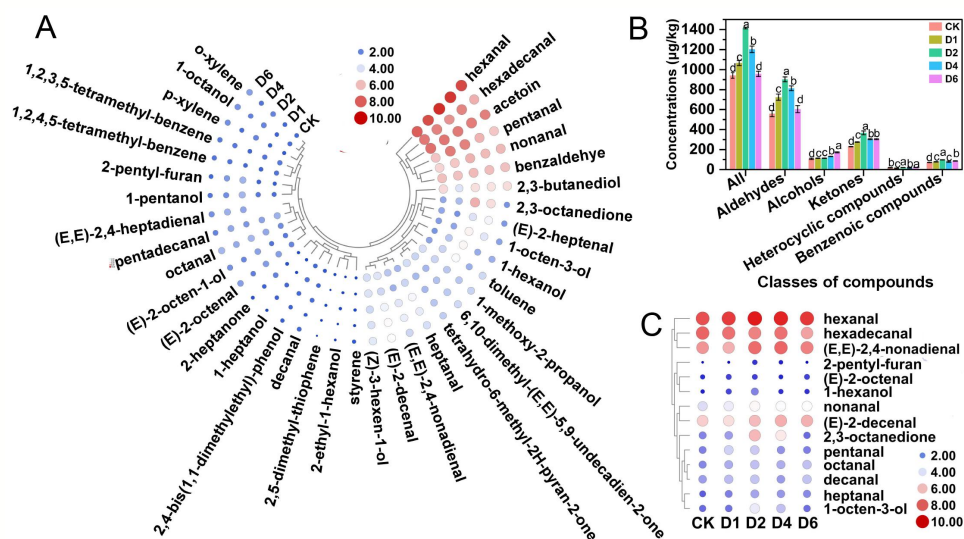 A
2.00
4.00
6.00
8.00
10.00
D6
D4
D2
D1
CK
hexanal
hexadecanal
acetoin
pentanal
nonanal
benzaldehye
2,3-butanediol
2,3-octanedione
(E)-2-heptenal
1-octen-3-ol
1-hexanol
toluene
1-methoxy-2-propanol
6,10-dimethyl-(E,E)-5,9-undecadien-2-one
tetrahydro-6-methyl-2H-pyran-2-one
heptanal
(E,E)-2,4-nonadienal
(E)-2-decenal
(Z)-3-hexen-1-ol
styrene
2-ethyl-1-hexanol
2,5-dimethyl-thiophene
decanal
2,4-bis(1,1-dimethylethyl)-phenol
1-heptanol
2-heptanone
(E)-2-octenal
(E)-2-octen-1-ol
octanal
pentadecanal
(E,E)-2,4-heptadienal
1-pentanol
2-pentyl-furan
1,2,4,5-tetramethyl-benzene
1,2,3,5-tetramethyl-benzene
p-xylene
1-octanol
o-xylene
B
Concentrations (μg/kg)
1400
1200
1000
800
600
400
200
0
CK
D1
D2
D4
D6
d c a b d
d c a b d
d c c b a
d c a b b
b c a b c
d c a b b
All
Aldehydes
Alcohols
Ketones
Heterocyclic compounds
Benzenoic compounds
Classes of compounds
C
hexanal
hexadecanal
(E,E)-2,4-nonadienal
2-pentyl-furan
(E)-2-octenal
1-hexanol
nonanal
(E)-2-decenal
2,3-octanedione
pentanal
octanal
decanal
heptanal
1-octen-3-ol
CK D1 D2 D4 D6
2.00
4.00
6.00
8.00
10.00